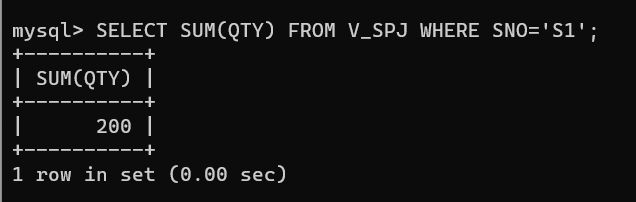 mysql> SELECT SUM(QTY) FROM V_SPJ WHERE SNO='S1';
+----------+
| SUM(QTY) |
+----------+
|      200 |
+----------+
1 row in set (0.00 sec)